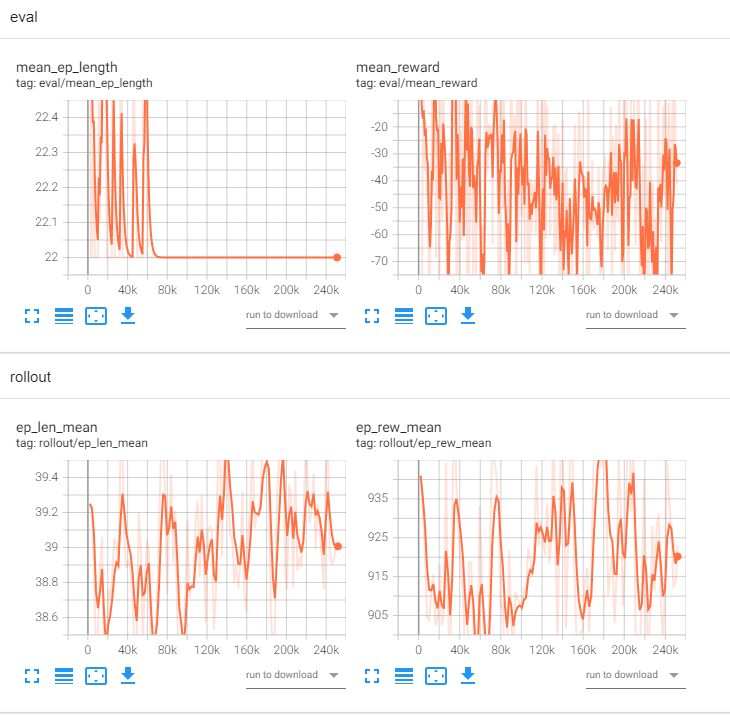 eval
mean_ep_length
tag: eval/mean_ep_length
22.4
22.3
22.2
22.1
22
0 40k 80k 120k 160k 200k 240k
run to download
mean_reward
tag: eval/mean_reward
-20
-30
-40
-50
-60
-70
0 40k 80k 120k 160k 200k 240k
run to download
rollout
ep_len_mean
tag: rollout/ep_len_mean
39.4
39.2
39
38.8
38.6
0 40k 80k 120k 160k 200k 240k
run to download
ep_rew_mean
tag: rollout/ep_rew_mean
935
925
915
905
0 40k 80k 120k 160k 200k 240k
run to download